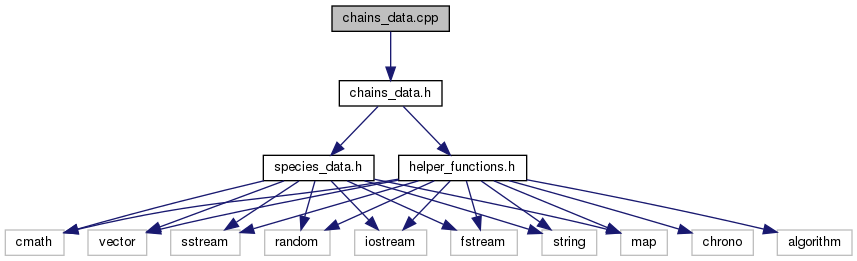 chains_data.cpp
chains_data.h
species_data.h helper_functions.h
cmath vector sstream random iostream fstream string map chrono algorithm